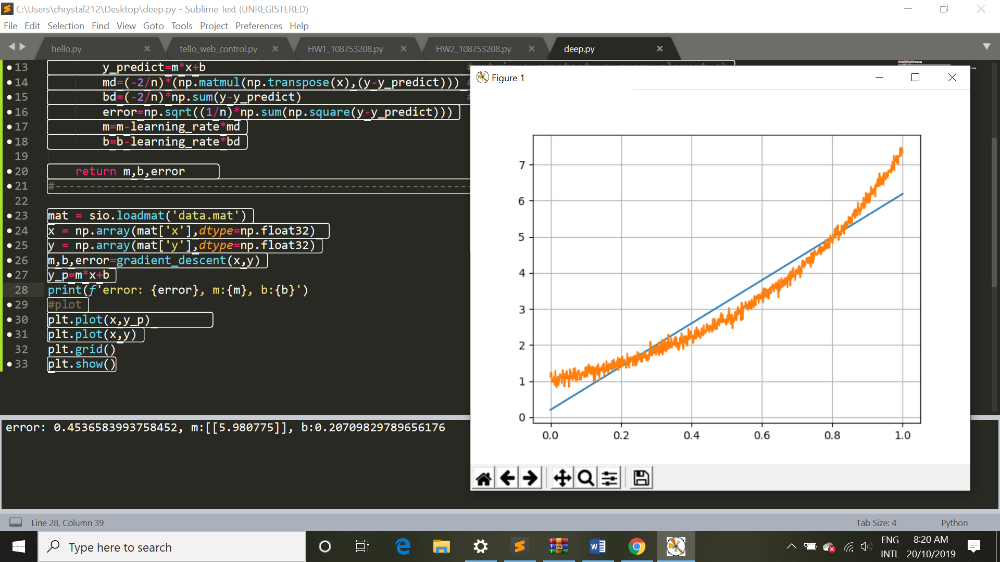 C:\Users\chrystal212\Desktop\deep.py - Sublime Text (UNREGISTERED)
File Edit Selection Find View Goto Tools Project Preferences Help
hello.py tello_web_control.py HW1_108753208.py HW2_108753208.py deep.py
13 y_predict=m*x+b
14 md=(-2/n)*(np.matmul(np.transpose(x),(y-y_predict))) #
15 bd=(-2/n)*np.sum(y-y_predict) #
16 error=np.sqrt((1/n)*np.sum(np.square(y-y_predict)))
17 m=m-learning_rate*md
18 b=b-learning_rate*bd
19
20 return m,b,error
21 #-------------------------------------------------------------
22
23 mat = sio.loadmat('data.mat')
24 x = np.array(mat['x'],dtype=np.float32)
25 y = np.array(mat['y'],dtype=np.float32)
26 m,b,error=gradient_descent(x,y)
27 y_p=m*x+b
28 print(f'error: {error}, m:{m}, b:{b}')
29 #plot
30 plt.plot(x,y_p)
31 plt.plot(x,y)
32 plt.grid()
33 plt.show()
Figure 1
7
6
5
4
3
2
1
0
0.0 0.2 0.4 0.6 0.8 1.0
error: 0.4536583993758452, m:[[5.980775]], b:0.20709829789656176
Line 28, Column 39 Tab Size: 4 Python
Type here to search
ENG 8:20 AM
INTL 20/10/2019